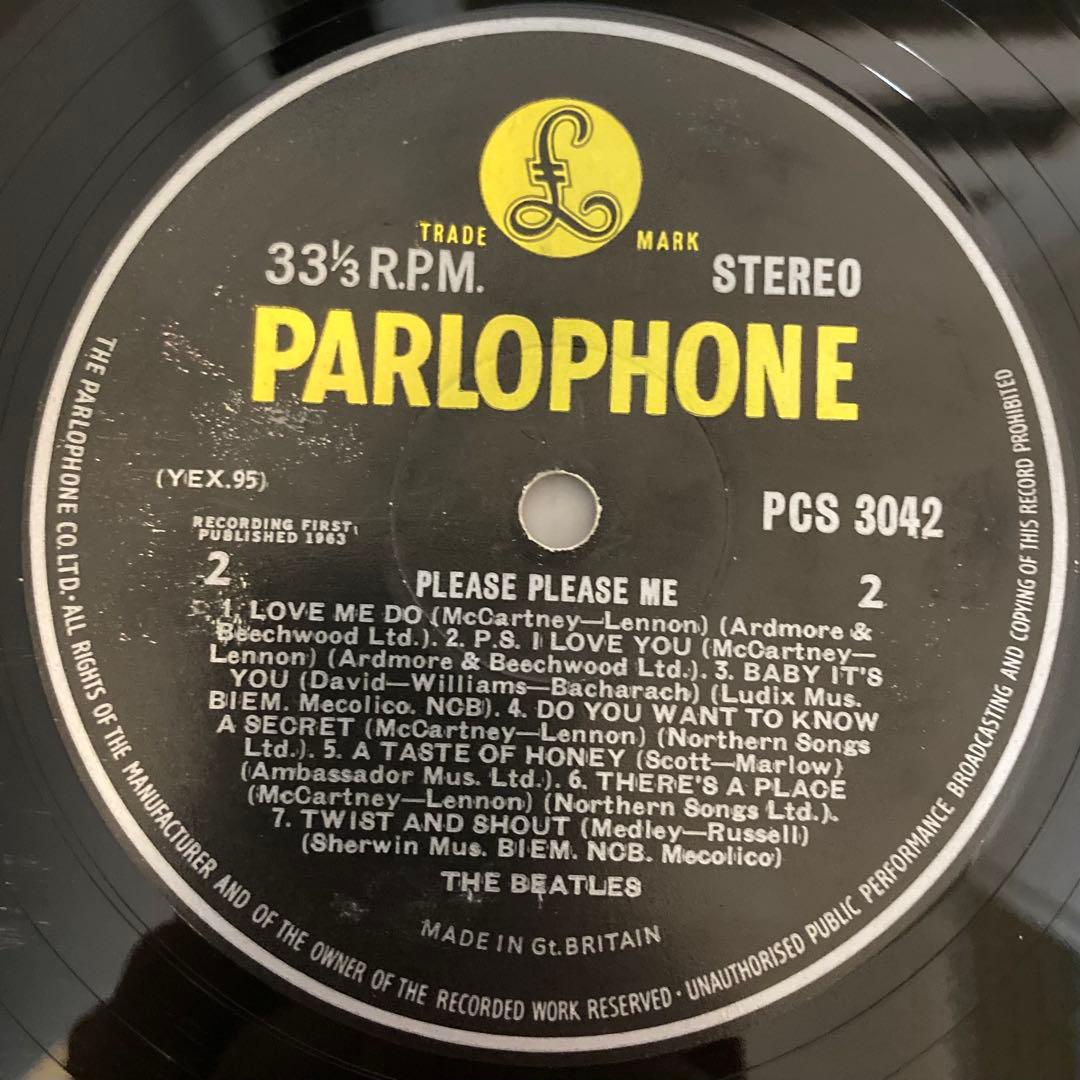 £
TRADE MARK
33⅓ R.P.M. STEREO
PARLOPHONE
(YEX.95)
PCS 3042
RECORDING FIRST
PUBLISHED 1963
2 PLEASE PLEASE ME 2
1. LOVE ME DO (McCartney—Lennon) (Ardmore &
Beechwood Ltd.). 2. P.S. I LOVE YOU (McCartney—
Lennon) (Ardmore & Beechwood Ltd.). 3. BABY IT'S
YOU (David—Williams—Bacharach) (Ludix Mus.
BIEM. Mecolico. NCB). 4. DO YOU WANT TO KNOW
A SECRET (McCartney—Lennon) (Northern Songs
Ltd.). 5. A TASTE OF HONEY (Scott—Marlow)
(Ambassador Mus. Ltd.). 6. THERE'S A PLACE
(McCartney—Lennon) (Northern Songs Ltd.).
7. TWIST AND SHOUT (Medley—Russell)
(Sherwin Mus. BIEM. NCB. Mecolico)
THE BEATLES
MADE IN Gt. BRITAIN
THE PARLOPHONE CO. LTD. · ALL RIGHTS OF THE MANUFACTURER AND OF THE OWNER OF THE RECORDED WORK RESERVED · UNAUTHORISED PUBLIC PERFORMANCE BROADCASTING AND COPYING OF THIS RECORD PROHIBITED